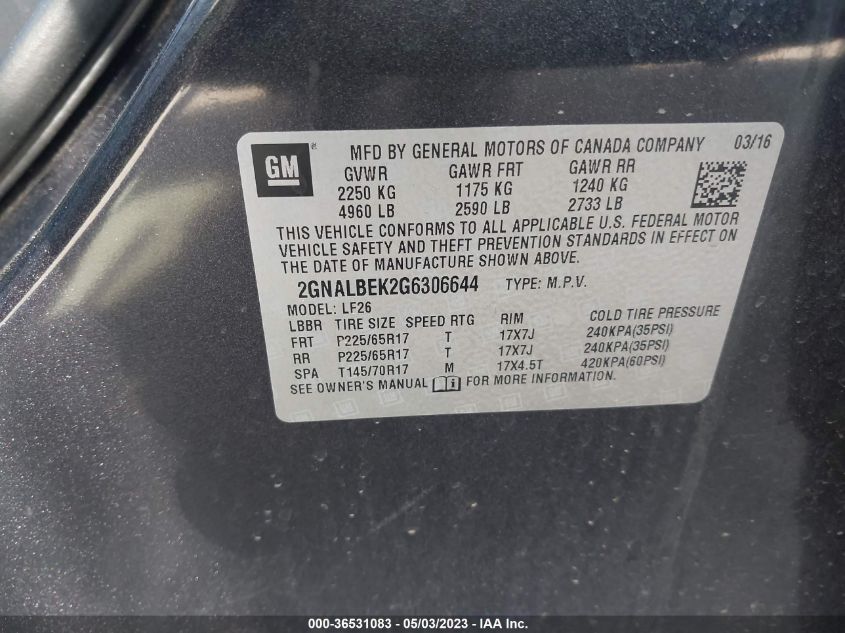 GM ® MFD BY GENERAL MOTORS OF CANADA COMPANY 03/16
GVWR GAWR FRT GAWR RR
2250 KG 1175 KG 1240 KG
4960 LB 2590 LB 2733 LB
THIS VEHICLE CONFORMS TO ALL APPLICABLE U.S. FEDERAL MOTOR
VEHICLE SAFETY AND THEFT PREVENTION STANDARDS IN EFFECT ON
THE DATE OF MANUFACTURE SHOWN ABOVE.
2GNALBEK2G6306644 TYPE: M.P.V.
MODEL: LF26
LBBR TIRE SIZE SPEED RTG RIM COLD TIRE PRESSURE
FRT P225/65R17 T 17X7J 240KPA(35PSI)
RR P225/65R17 T 17X7J 240KPA(35PSI)
SPA T145/70R17 M 17X4.5T 420KPA(60PSI)
SEE OWNER'S MANUAL i FOR MORE INFORMATION.
000-36531083 - 05/03/2023 - IAA Inc.